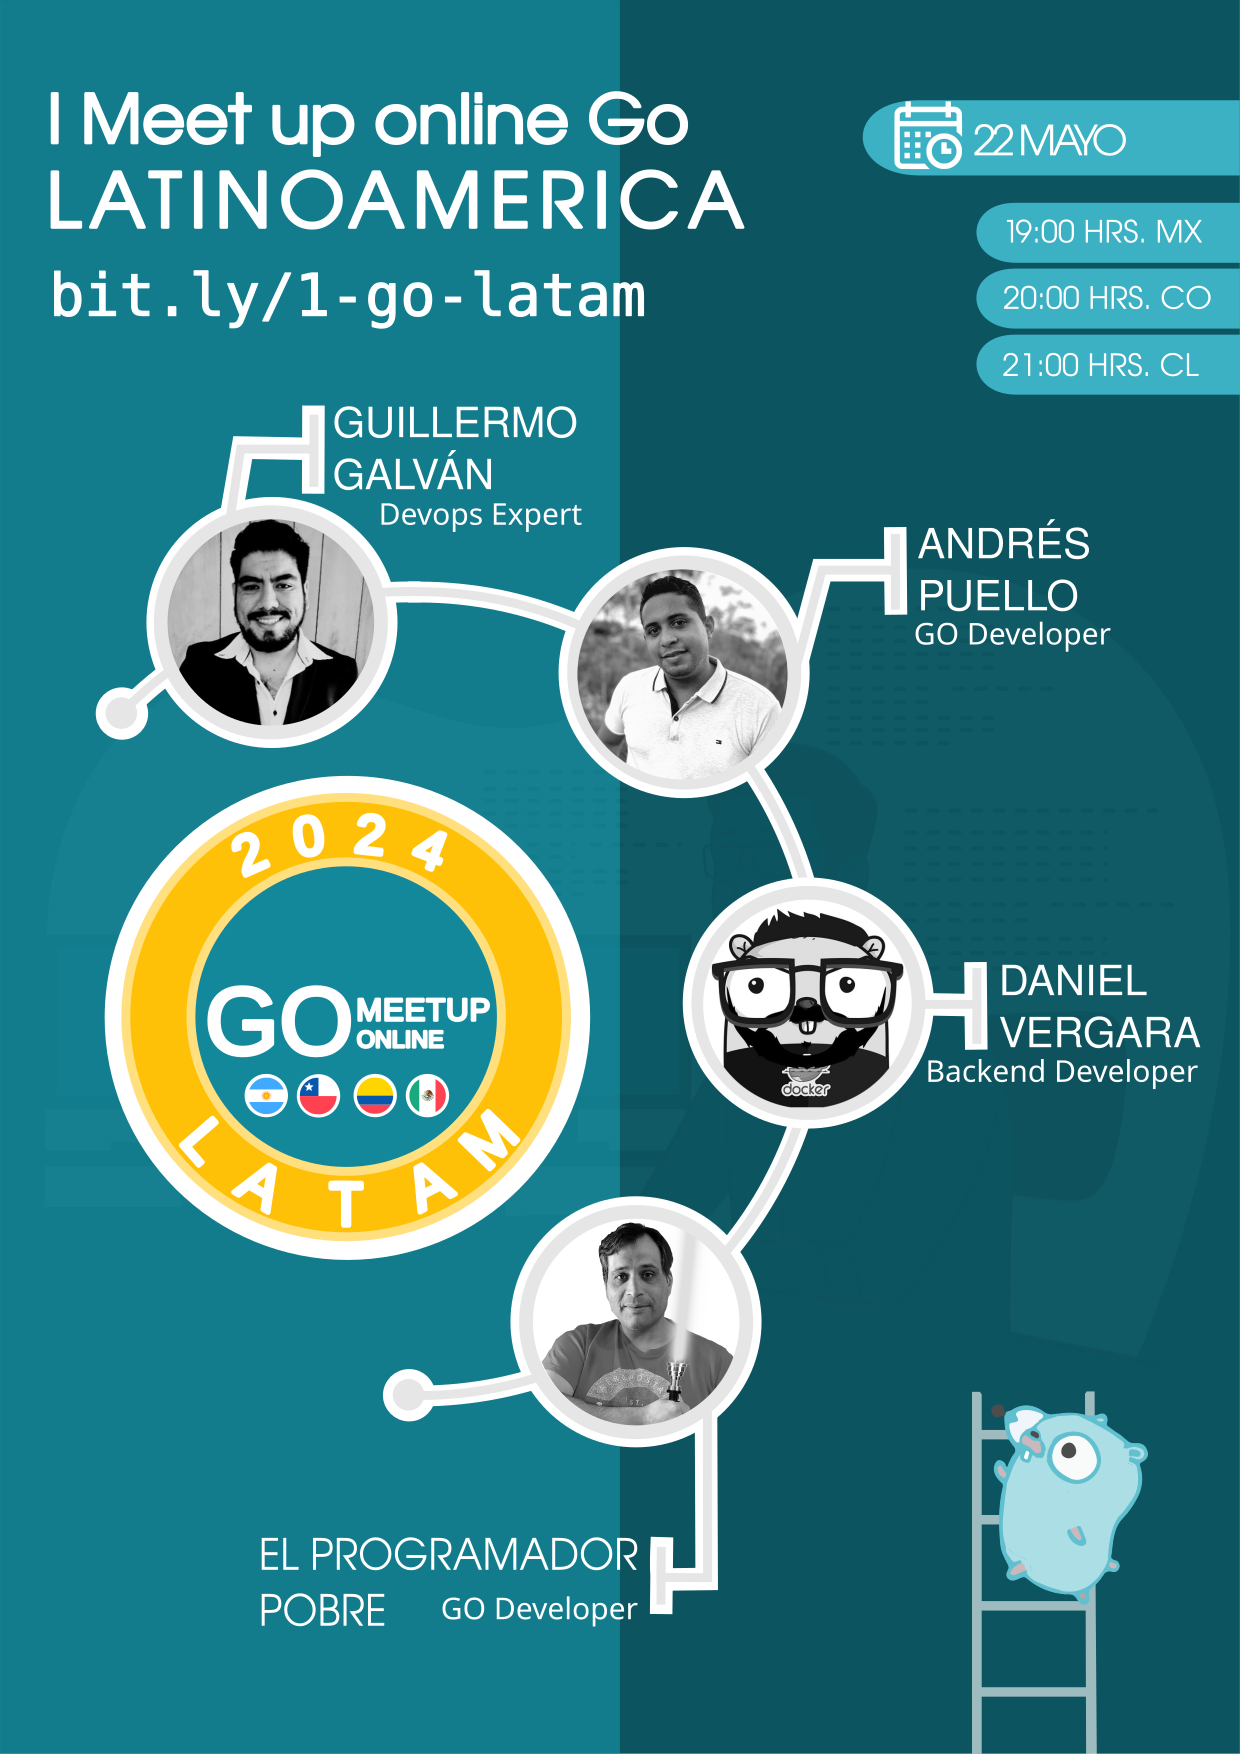 I Meet up online Go
LATINOAMERICA
bit.ly/1-go-latam
22 MAYO
19:00 HRS. MX
20:00 HRS. CO
21:00 HRS. CL
GUILLERMO
GALVÁN
Devops Expert
ANDRÉS
PUELLO
GO Developer
2024
GO MEETUP
ONLINE
LATAM
docker
DANIEL
VERGARA
Backend Developer
EL PROGRAMADOR
POBRE
GO Developer